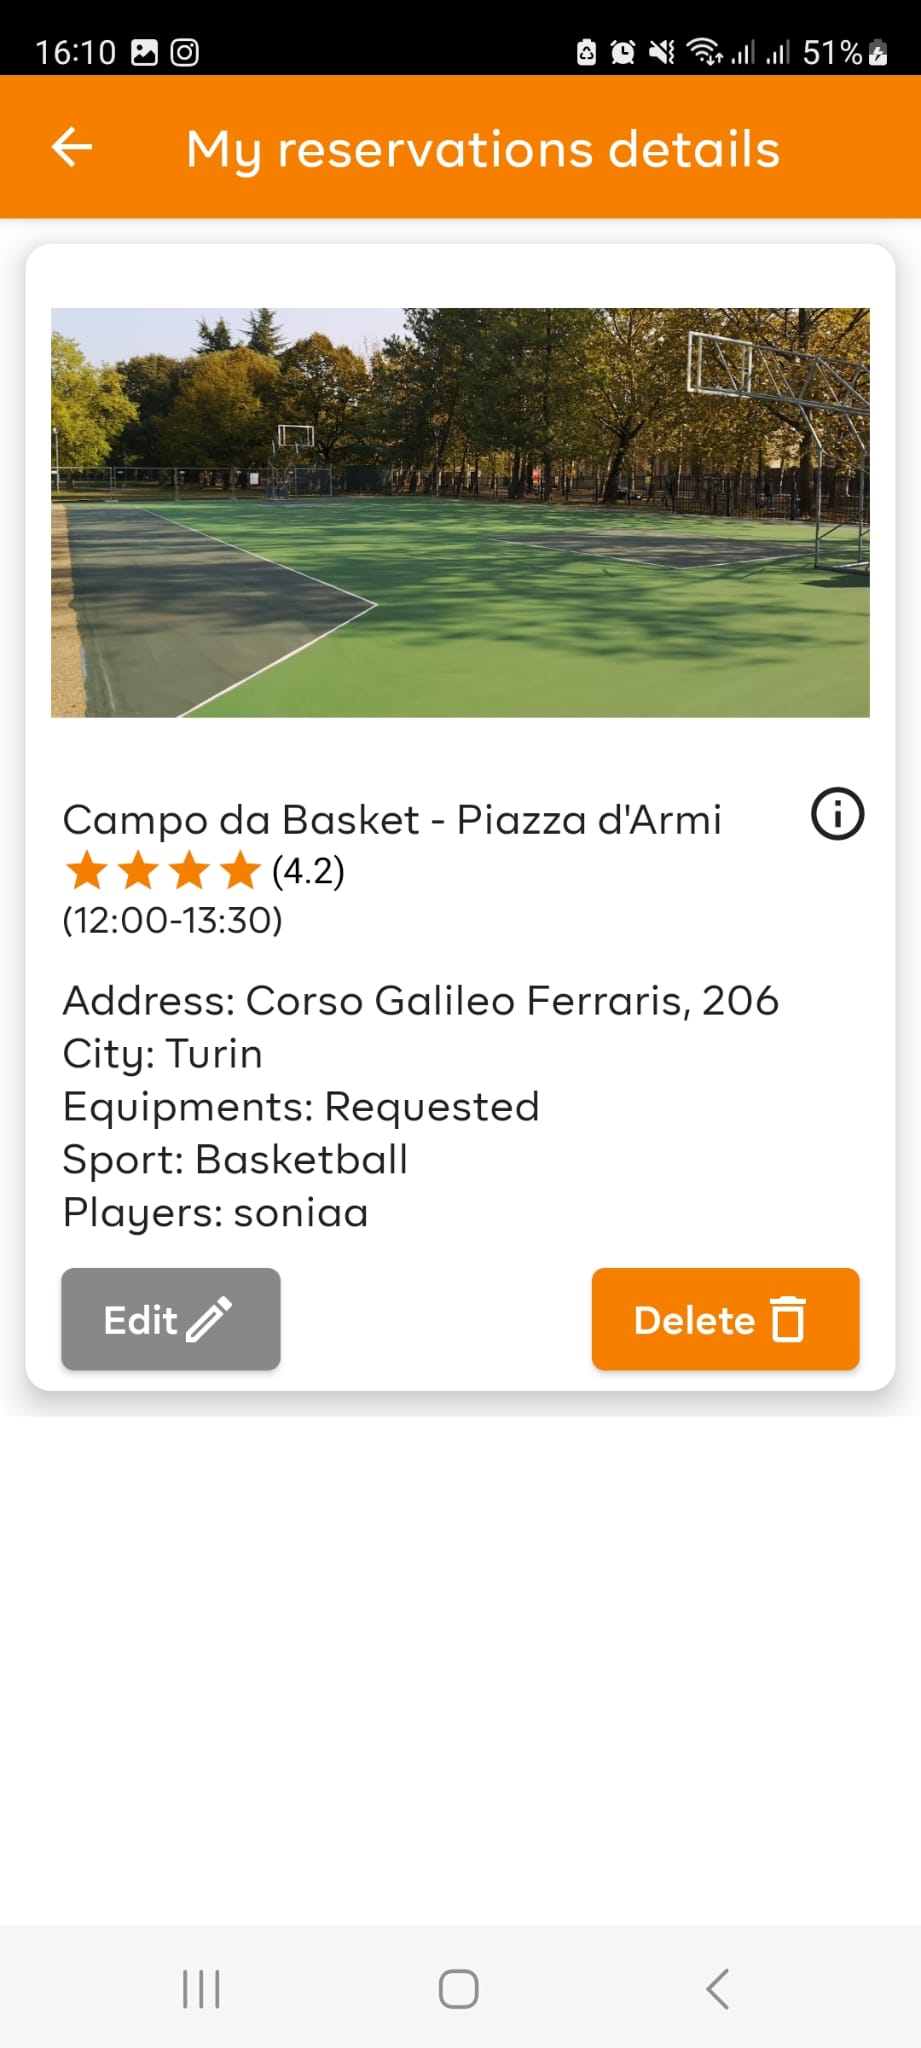 16:10 51%
My reservations details
Campo da Basket - Piazza d'Armi
(4.2)
(12:00-13:30)
Address: Corso Galileo Ferraris, 206
City: Turin
Equipments: Requested
Sport: Basketball
Players: soniaa
Edit Delete